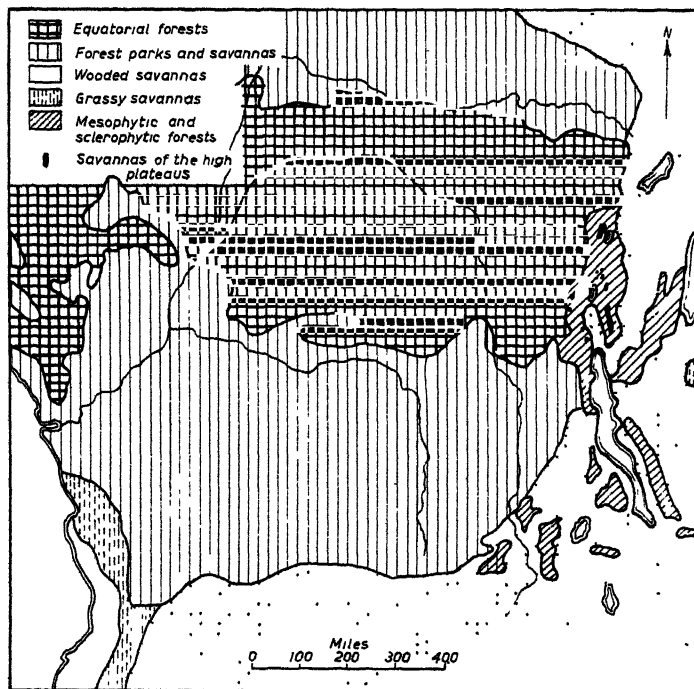 Equatorial forests
Forest parks and savannas
Wooded savannas
Grassy savannas
Mesophytic and
sclerophytic forests
Savannas of the high
plateaus
N
Miles
0 100 200 300 400